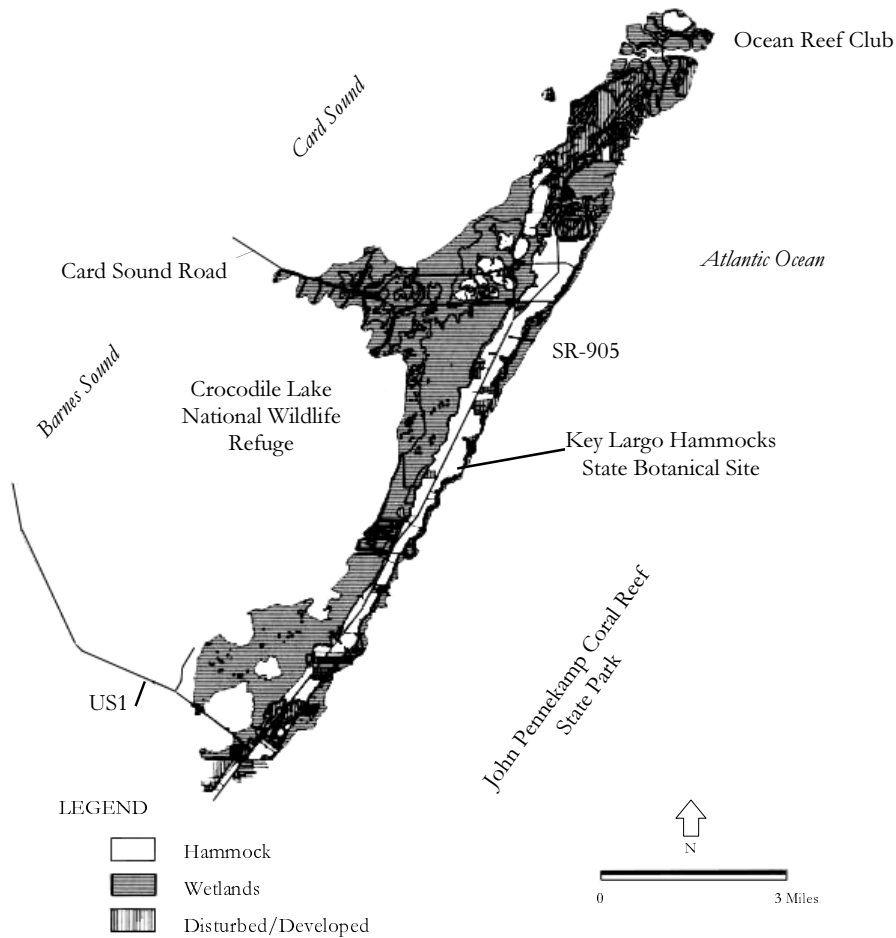 Ocean Reef Club
Card Sound
Card Sound Road
Atlantic Ocean
SR-905
Barnes Sound
Crocodile Lake
National Wildlife
Refuge
Key Largo Hammocks
State Botanical Site
John Pennekamp Coral Reef
State Park
US1
LEGEND
Hammock
Wetlands
Disturbed/Developed
N
0 3 Miles